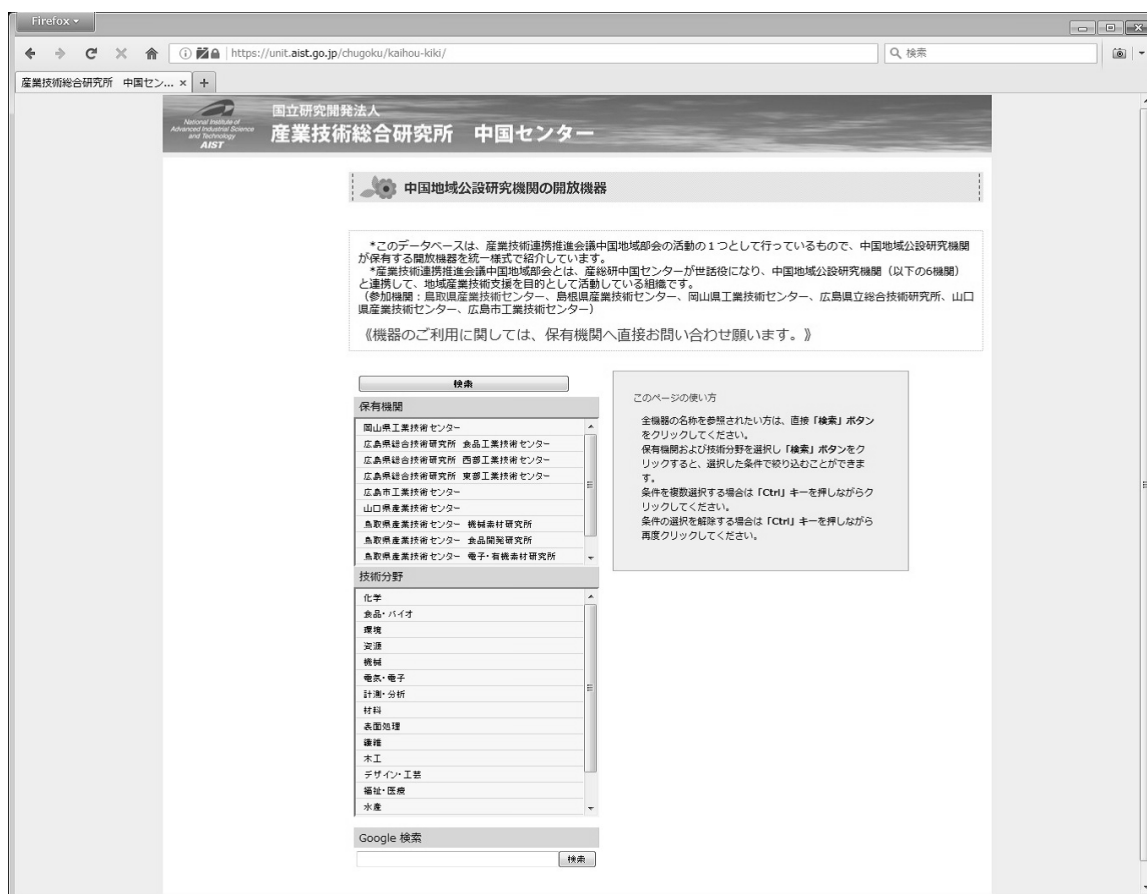 Firefox
https://unit.aist.go.jp/chugoku/kaihou-kiki/
検索
産業技術総合研究所　中国セン... × +
National Institute of
Advanced Industrial Science
and Technology
AIST
国立研究開発法人
産業技術総合研究所　中国センター
中国地域公設研究機関の開放機器
*このデータベースは、産業技術連携推進会議中国地域部会の活動の１つとして行っているもので、中国地域公設研究機関
が保有する開放機器を統一様式で紹介しています。
*産業技術連携推進会議中国地域部会とは、産総研中国センターが世話役になり、中国地域公設研究機関（以下の6機関）
と連携して、地域産業技術支援を目的として活動している組織です。
（参加機関：鳥取県産業技術センター、島根県産業技術センター、岡山県工業技術センター、広島県立総合技術研究所、山口
県産業技術センター、広島市工業技術センター）
《機器のご利用に関しては、保有機関へ直接お問い合わせ願います。》
検索
保有機関
岡山県工業技術センター
広島県総合技術研究所 食品工業技術センター
広島県総合技術研究所 西部工業技術センター
広島県総合技術研究所 東部工業技術センター
広島市工業技術センター
山口県産業技術センター
鳥取県産業技術センター 機械素材研究所
鳥取県産業技術センター 食品開発研究所
鳥取県産業技術センター 電子・有機素材研究所
技術分野
化学
食品・バイオ
環境
資源
機械
電気・電子
計測・分析
材料
表面処理
繊維
木工
デザイン・工芸
福祉・医療
水産
Google 検索
検索
このページの使い方
全機器の名称を参照されたい方は、直接「検索」ボタン
をクリックしてください。
保有機関および技術分野を選択し「検索」ボタンをク
リックすると、選択した条件で絞り込むことができま
す。
条件を複数選択する場合は「Ctrl」キーを押しながらク
リックしてください。
条件の選択を解除する場合は「Ctrl」キーを押しながら
再度クリックしてください。